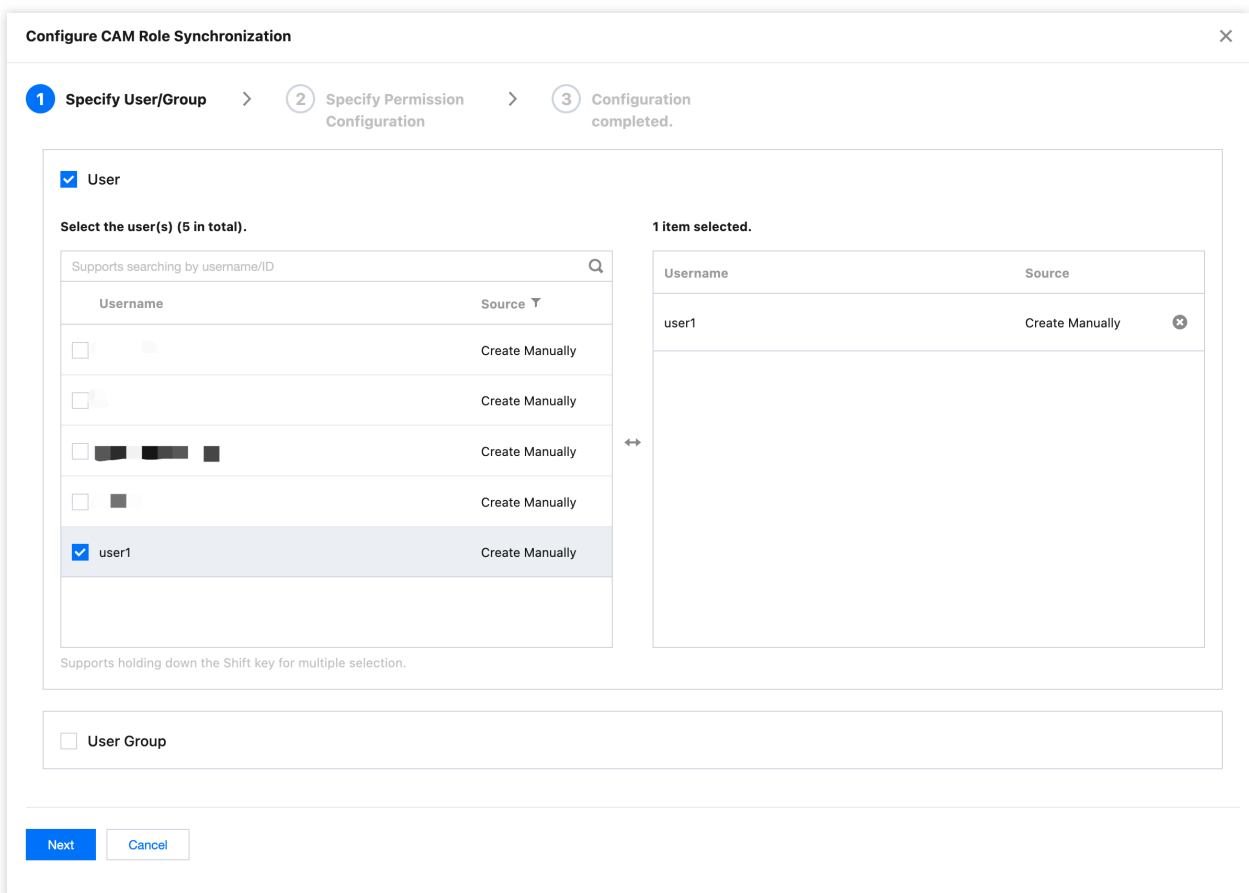 Configure CAM Role Synchronization
1 Specify User/Group
2 Specify Permission
Configuration
3 Configuration
completed.
User
Select the user(s) (5 in total).
Supports searching by username/ID
Username Source
Create Manually
Create Manually
Create Manually
Create Manually
user1 Create Manually
Supports holding down the Shift key for multiple selection.
1 item selected.
Username Source
user1 Create Manually
User Group
Next Cancel